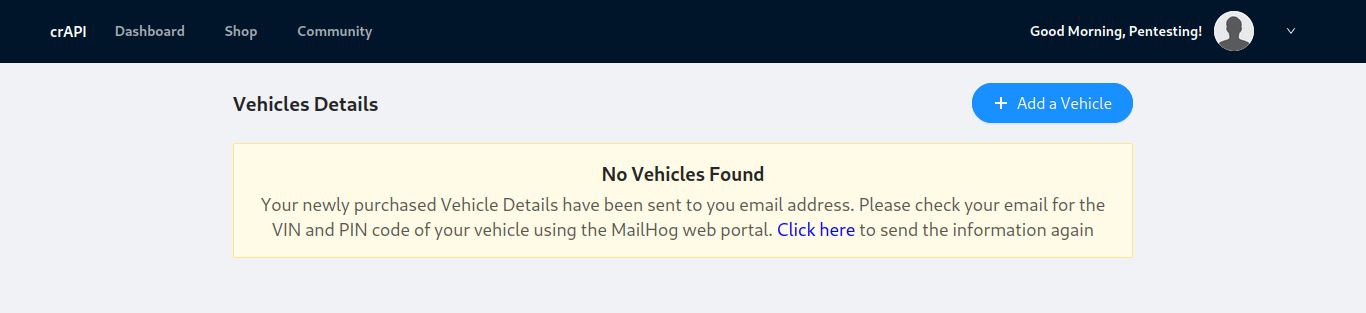 crAPI Dashboard Shop Community Good Morning, Pentesting!
Vehicles Details + Add a Vehicle
No Vehicles Found
Your newly purchased Vehicle Details have been sent to you email address. Please check your email for the
VIN and PIN code of your vehicle using the MailHog web portal. Click here to send the information again